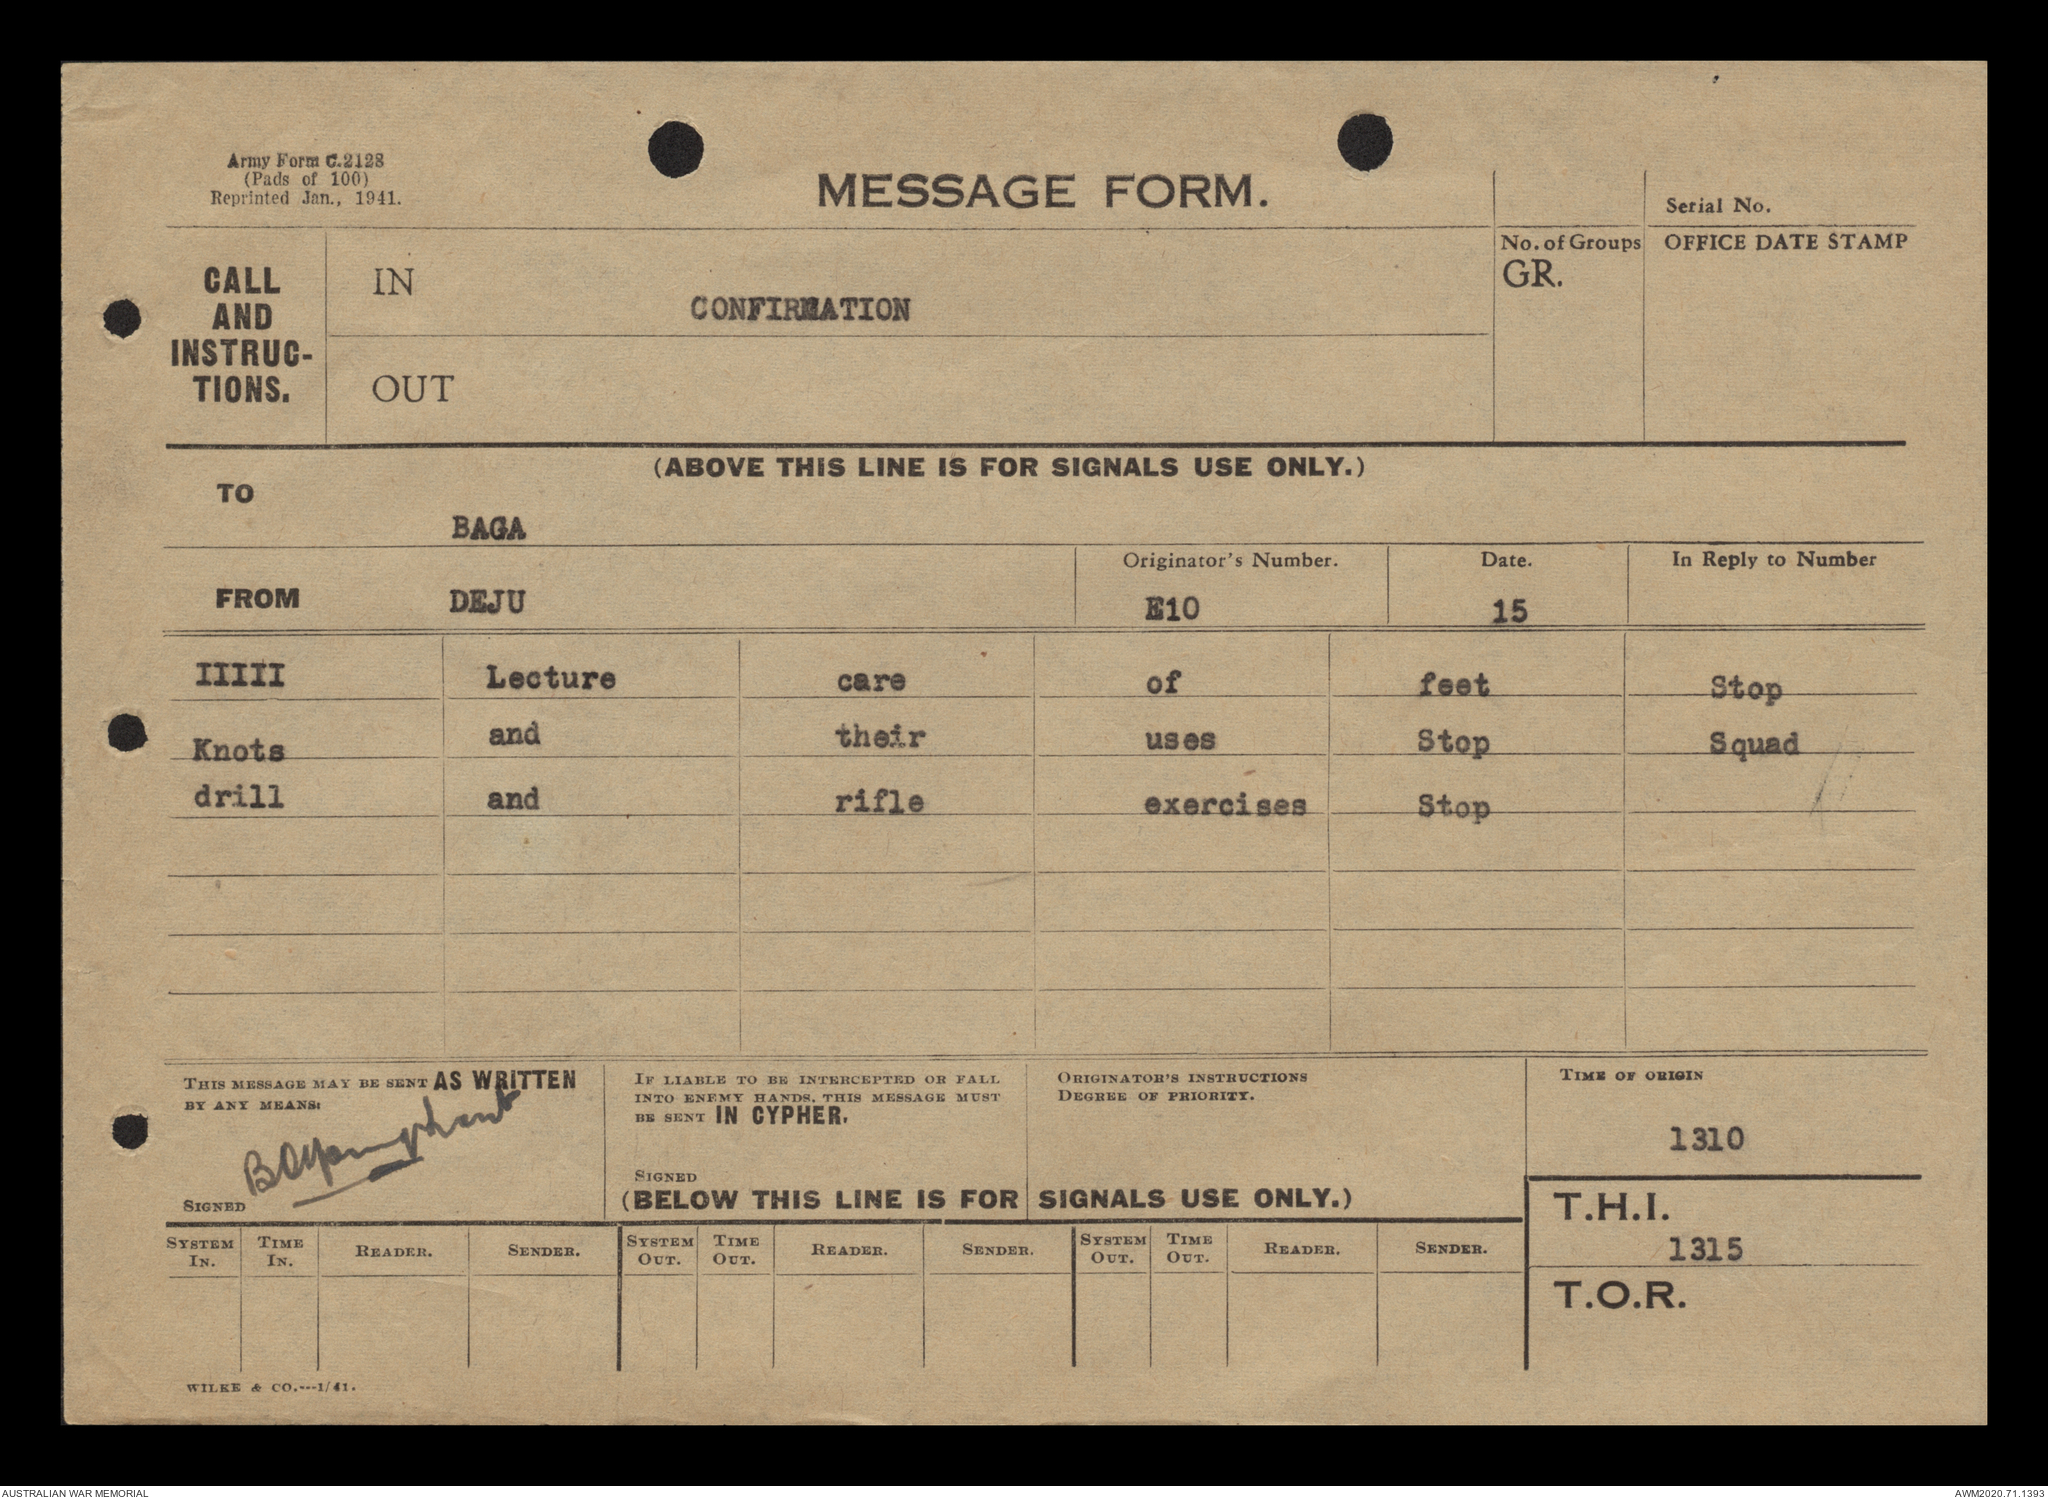 Army Form C.2128
(Pads of 100)
Reprinted Jan., 1941.
MESSAGE FORM.
Serial No.
CALL AND INSTRUC-TIONS.
IN
CONFIRMATION
OUT
No. of Groups
GR.
OFFICE DATE STAMP
(ABOVE THIS LINE IS FOR SIGNALS USE ONLY.)
TO
BAGA
FROM DEJU
Originator's Number.
E10
Date.
15
In Reply to Number
IIIII Lecture care of feet Stop
Knots and their uses Stop Squad
drill and rifle exercises Stop
THIS MESSAGE MAY BE SENT AS WRITTEN
BY ANY MEANS:
SIGNED
IF LIABLE TO BE INTERCEPTED OR FALL
INTO ENEMY HANDS, THIS MESSAGE MUST
BE SENT IN CYPHER.
SIGNED
ORIGINATOR'S INSTRUCTIONS
DEGREE OF PRIORITY.
TIME OF ORIGIN
1310
(BELOW THIS LINE IS FOR SIGNALS USE ONLY.)
T.H.I.
1315
T.O.R.
SYSTEM IN. TIME IN. READER. SENDER. SYSTEM OUT. TIME OUT. READER. SENDER. SYSTEM OUT. TIME OUT. READER. SENDER.
WILKE & CO.---1/41.
AUSTRALIAN WAR MEMORIAL
AWM2020.71.1393